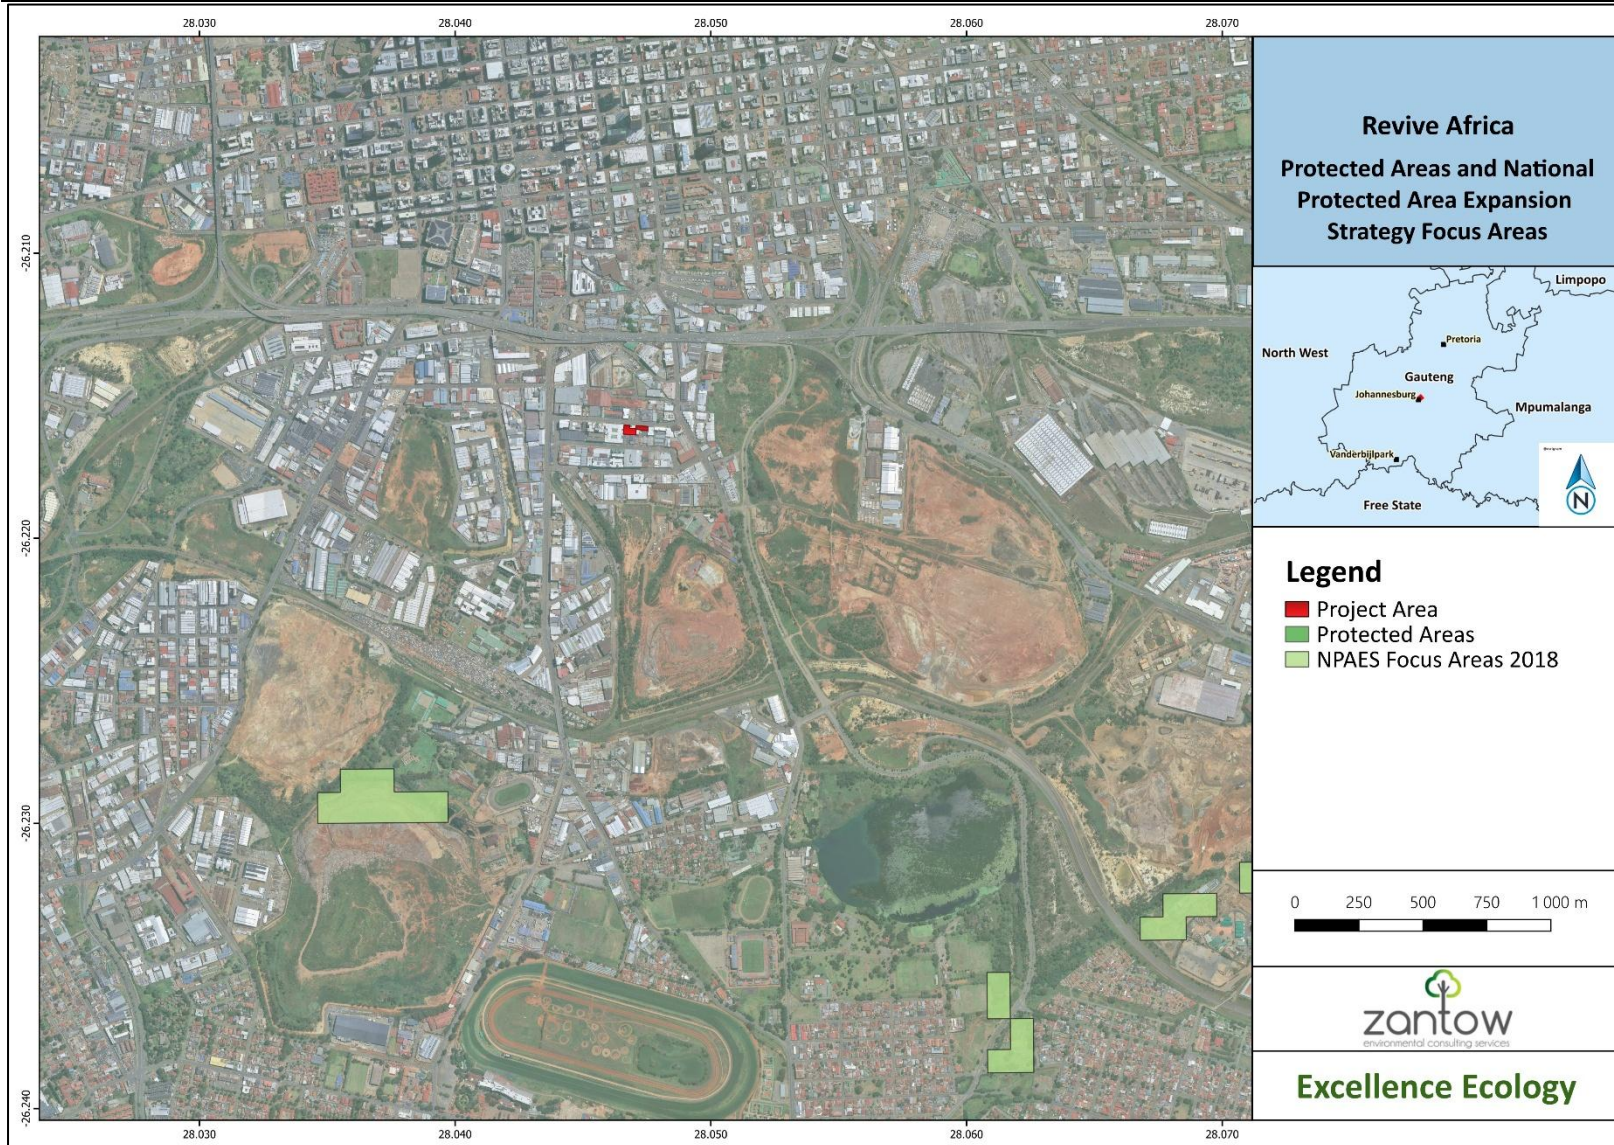 28.030
28.040
28.050
28.060
28.070
-26.210
-26.220
-26.230
-26.240
28.030
28.040
28.050
28.060
28.070
Revive Africa
Protected Areas and National
Protected Area Expansion
Strategy Focus Areas
Limpopo
Pretoria
North West
Gauteng
Johannesburg
Mpumalanga
Vanderbijlpark
Free State
N
Legend
Project Area
Protected Areas
NPAES Focus Areas 2018
0 250 500 750 1 000 m
zantow
environmental consulting services
Excellence Ecology